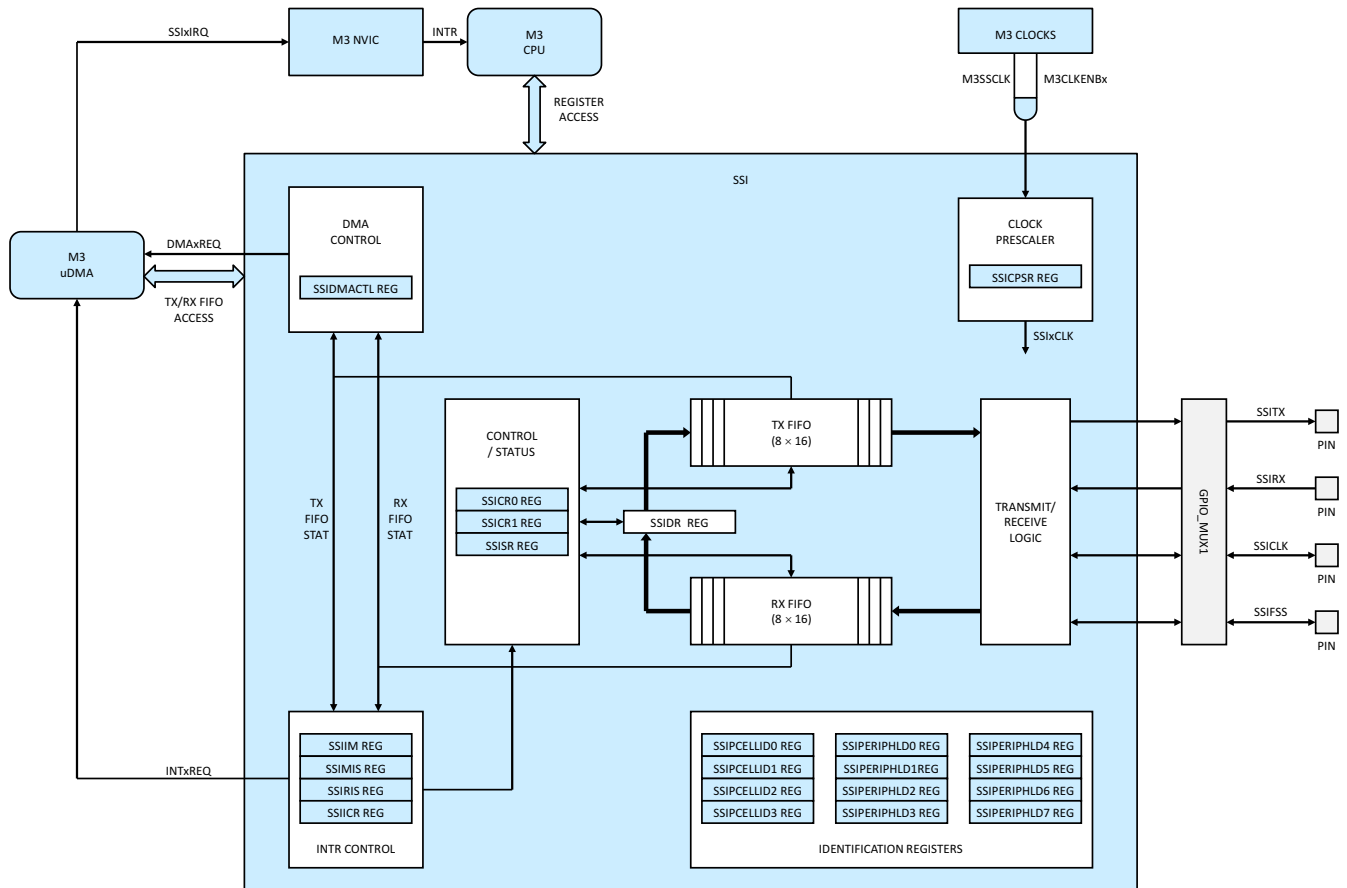 SSIxIRQ
M3 NVIC
INTR
M3
CPU
M3 CLOCKS
M3SSCLK
M3CLKENBx
REGISTER
ACCESS
SSI
DMA
CONTROL
SSIDMACTL REG
DMAxREQ
M3
uDMA
TX/RX FIFO
ACCESS
CLOCK
PRESCALER
SSICPSR REG
SSIxCLK
CONTROL
/ STATUS
SSICR0 REG
SSICR1 REG
SSISR REG
TX FIFO
(8 × 16)
SSIDR REG
RX FIFO
(8 × 16)
TX
FIFO
STAT
RX
FIFO
STAT
TRANSMIT/
RECEIVE
LOGIC
GPIO_MUX1
SSITX
PIN
SSIRX
PIN
SSICLK
PIN
SSIFSS
PIN
INTxREQ
SSIIM REG
SSIMIS REG
SSIRIS REG
SSIICR REG
INTR CONTROL
SSIPCELLID0 REG
SSIPCELLID1 REG
SSIPCELLID2 REG
SSIPCELLID3 REG
SSIPERIPHLD0 REG
SSIPERIPHLD1REG
SSIPERIPHLD2 REG
SSIPERIPHLD3 REG
SSIPERIPHLD4 REG
SSIPERIPHLD5 REG
SSIPERIPHLD6 REG
SSIPERIPHLD7 REG
IDENTIFICATION REGISTERS